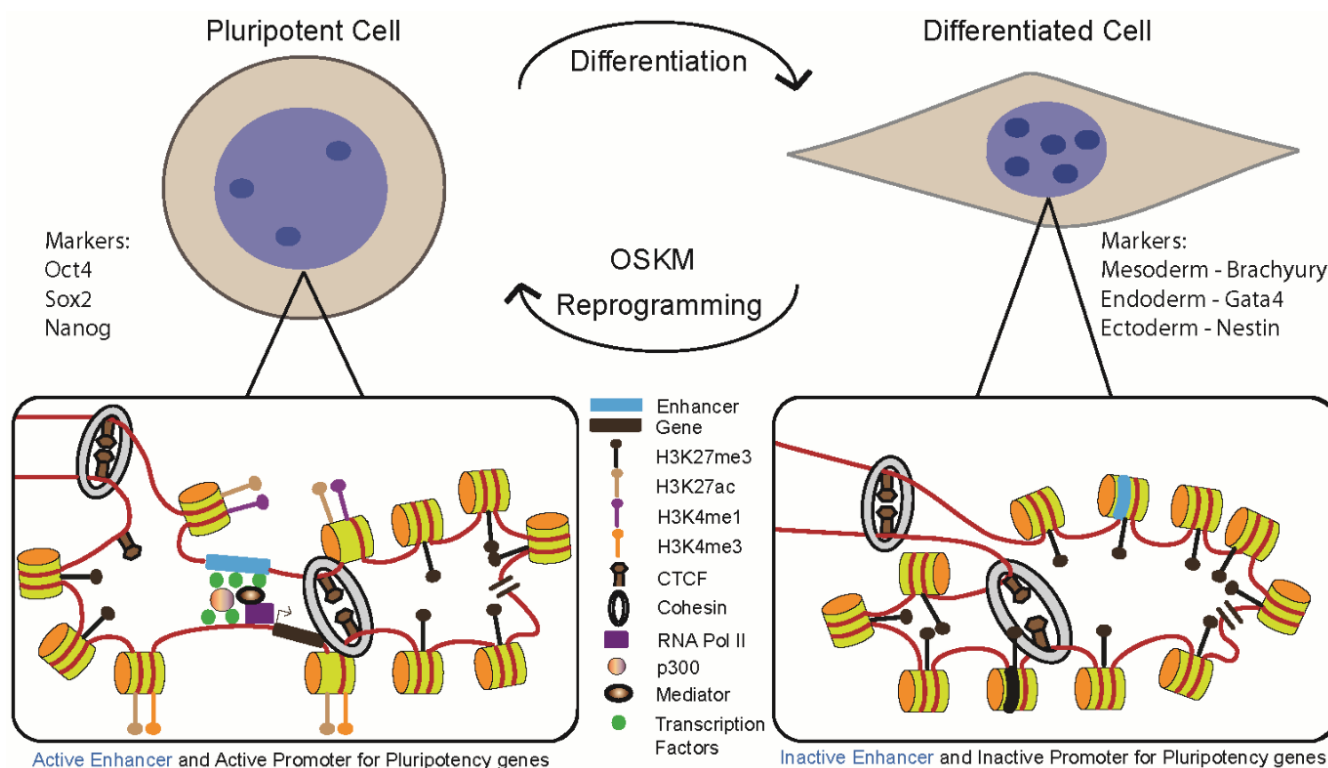 Pluripotent Cell
Differentiation
Differentiated Cell
Markers:
Oct4
Sox2
Nanog
OSKM
Reprogramming
Markers:
Mesoderm - Brachyury
Endoderm - Gata4
Ectoderm - Nestin
Enhancer
Gene
H3K27me3
H3K27ac
H3K4me1
H3K4me3
CTCF
Cohesin
RNA Pol II
p300
Mediator
Transcription
Factors
Active Enhancer and Active Promoter for Pluripotency genes
Inactive Enhancer and Inactive Promoter for Pluripotency genes